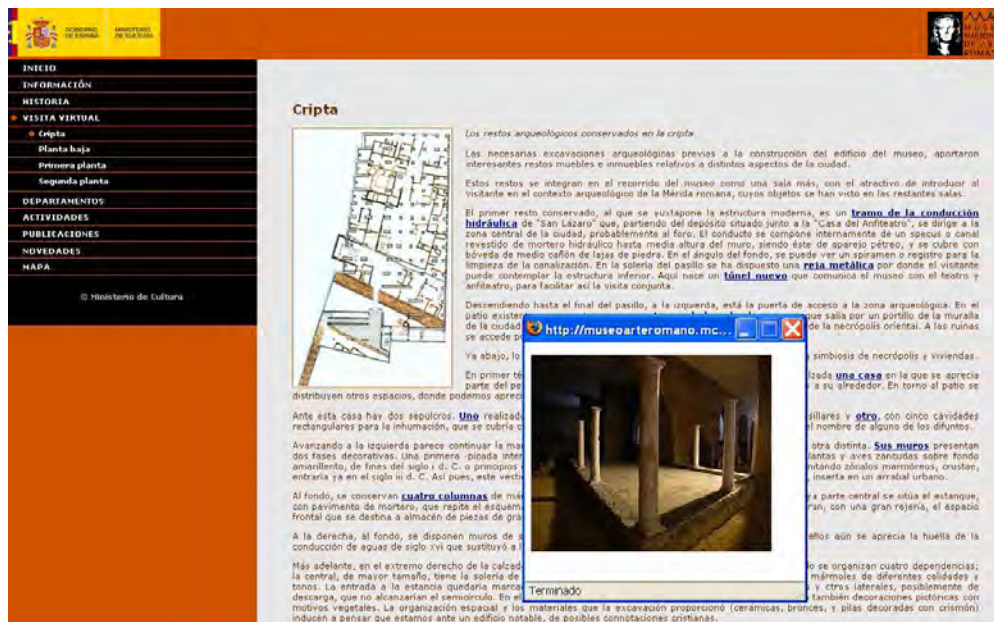 GOBIERNO DE ESPAÑA
MINISTERIO DE CULTURA
INICIO
INFORMACIÓN
HISTORIA
VISITA VIRTUAL
Cripta
Planta baja
Primera planta
Segunda planta
DEPARTAMENTOS
ACTIVIDADES
PUBLICACIONES
NOVEDADES
MAPA
© Ministerio de Cultura
Cripta
Los restos arqueológicos conservados en la cripta
Las necesarias excavaciones arqueológicas previas a la construcción del edificio del museo, aportaron
interesantes restos muebles e inmuebles relativos a distintos aspectos de la ciudad.
Estos restos se integran en el recorrido del museo como una sala más, con el atractivo de introducir al
visitante en el contexto arqueológico de la Mérida romana, cuyos objetos se han visto en las restantes salas.
El primer resto conservado, al que se yuxtapone la estructura moderna, es un tramo de la conducción
hidráulica de "San Lázaro" que, partiendo del depósito situado junto a la "Casa del Anfiteatro", se dirige a la
zona central de la ciudad, probablemente al foro. El conducto se compone internamente de un specus o canal
revestido de mortero hidráulico hasta media altura del muro, siendo éste de aparejo pétreo, y se cubre con
bóveda de medio cañón de lajas de piedra. En el ángulo del fondo, se puede ver un spiramen o registro para la
limpieza de la canalización. En la solería del pasillo se ha dispuesto una reja metálica por donde el visitante
puede contemplar la estructura inferior. Aquí nace un túnel nuevo que comunica el museo con el teatro y
anfiteatro, para facilitar así la visita conjunta.
Descendiendo hasta el final del pasillo, a la izquierda, está la puerta de acceso a la zona arqueológica. En el
patio existen que salía por un portillo de la muralla
de la ciudad de la necrópolis oriental. A las ruinas
se accede
Ya abajo, lo simbiosis de necrópolis y viviendas.
En primer lzada una casa en la que se aprecia
parte del a su alrededor. En torno al patio se
distribuyen otros espacios, donde podemos
Ante esta casa hay dos sepulcros. Uno sillares y otro, con cinco cavidades
rectangulares para la inhumación, que se cubría el nombre de alguno de los difuntos.
Avanzando a la izquierda parece continuar la otra distinta. Sus muros presentan
dos fases decorativas. Una primera -picada lantas y aves zancudas sobre fondo
amarillento, de fines del siglo I d. C. o principios mitando zócalos marmóreos, crustae,
entraría ya en el siglo III d. C. Así pues, este inserta en un arrabal urbano.
Al fondo, se conservan cuatro columnas de ya parte central se sitúa el estanque,
con pavimento de mortero, que repite el con una gran rejería, el espacio
frontal que se destina a almacén de piezas de
A la derecha, al fondo, se disponen muros de ellos aún se aprecia la huella de la
conducción de aguas de siglo XVI que sustituyó a
Más adelante, en el extremo derecho de la se organizan cuatro dependencias;
la central, de mayor tamaño, tiene la solería de mármoles de diferentes calidades y
tonos. La entrada a la estancia quedaría laterales, posiblemente de
descarga, que no alcanzarían el semicírculo. En también decoraciones pictóricas con
motivos vegetales. La organización espacial y los materiales que la excavación proporcionó (cerámicas, bronces, y pilas decoradas con crismón)
inducen a pensar que estamos ante un edificio notable, de posibles connotaciones cristianas.
http://museoarteromano.mc...
Terminado